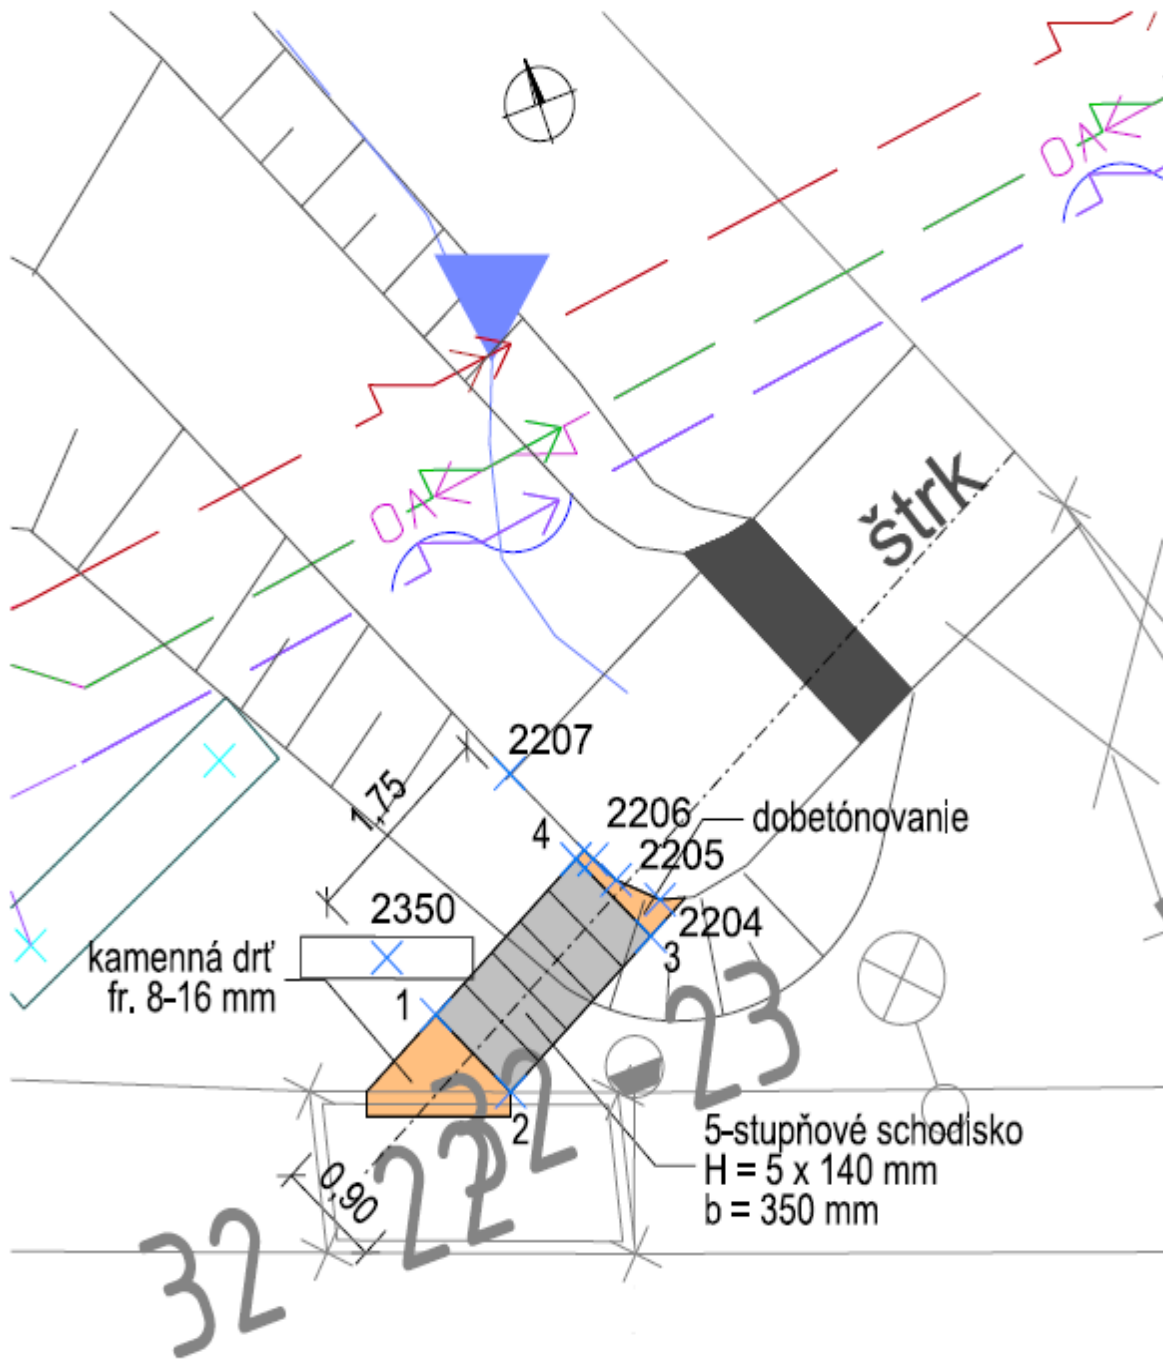 OA
OA
štrk
2207
1,75
2206
4
dobetónovanie
2205
2350
2204
3
kamenná drť
fr. 8-16 mm
1
23
22
2
5-stupňové schodisko
H = 5 x 140 mm
b = 350 mm
0,90
22
32